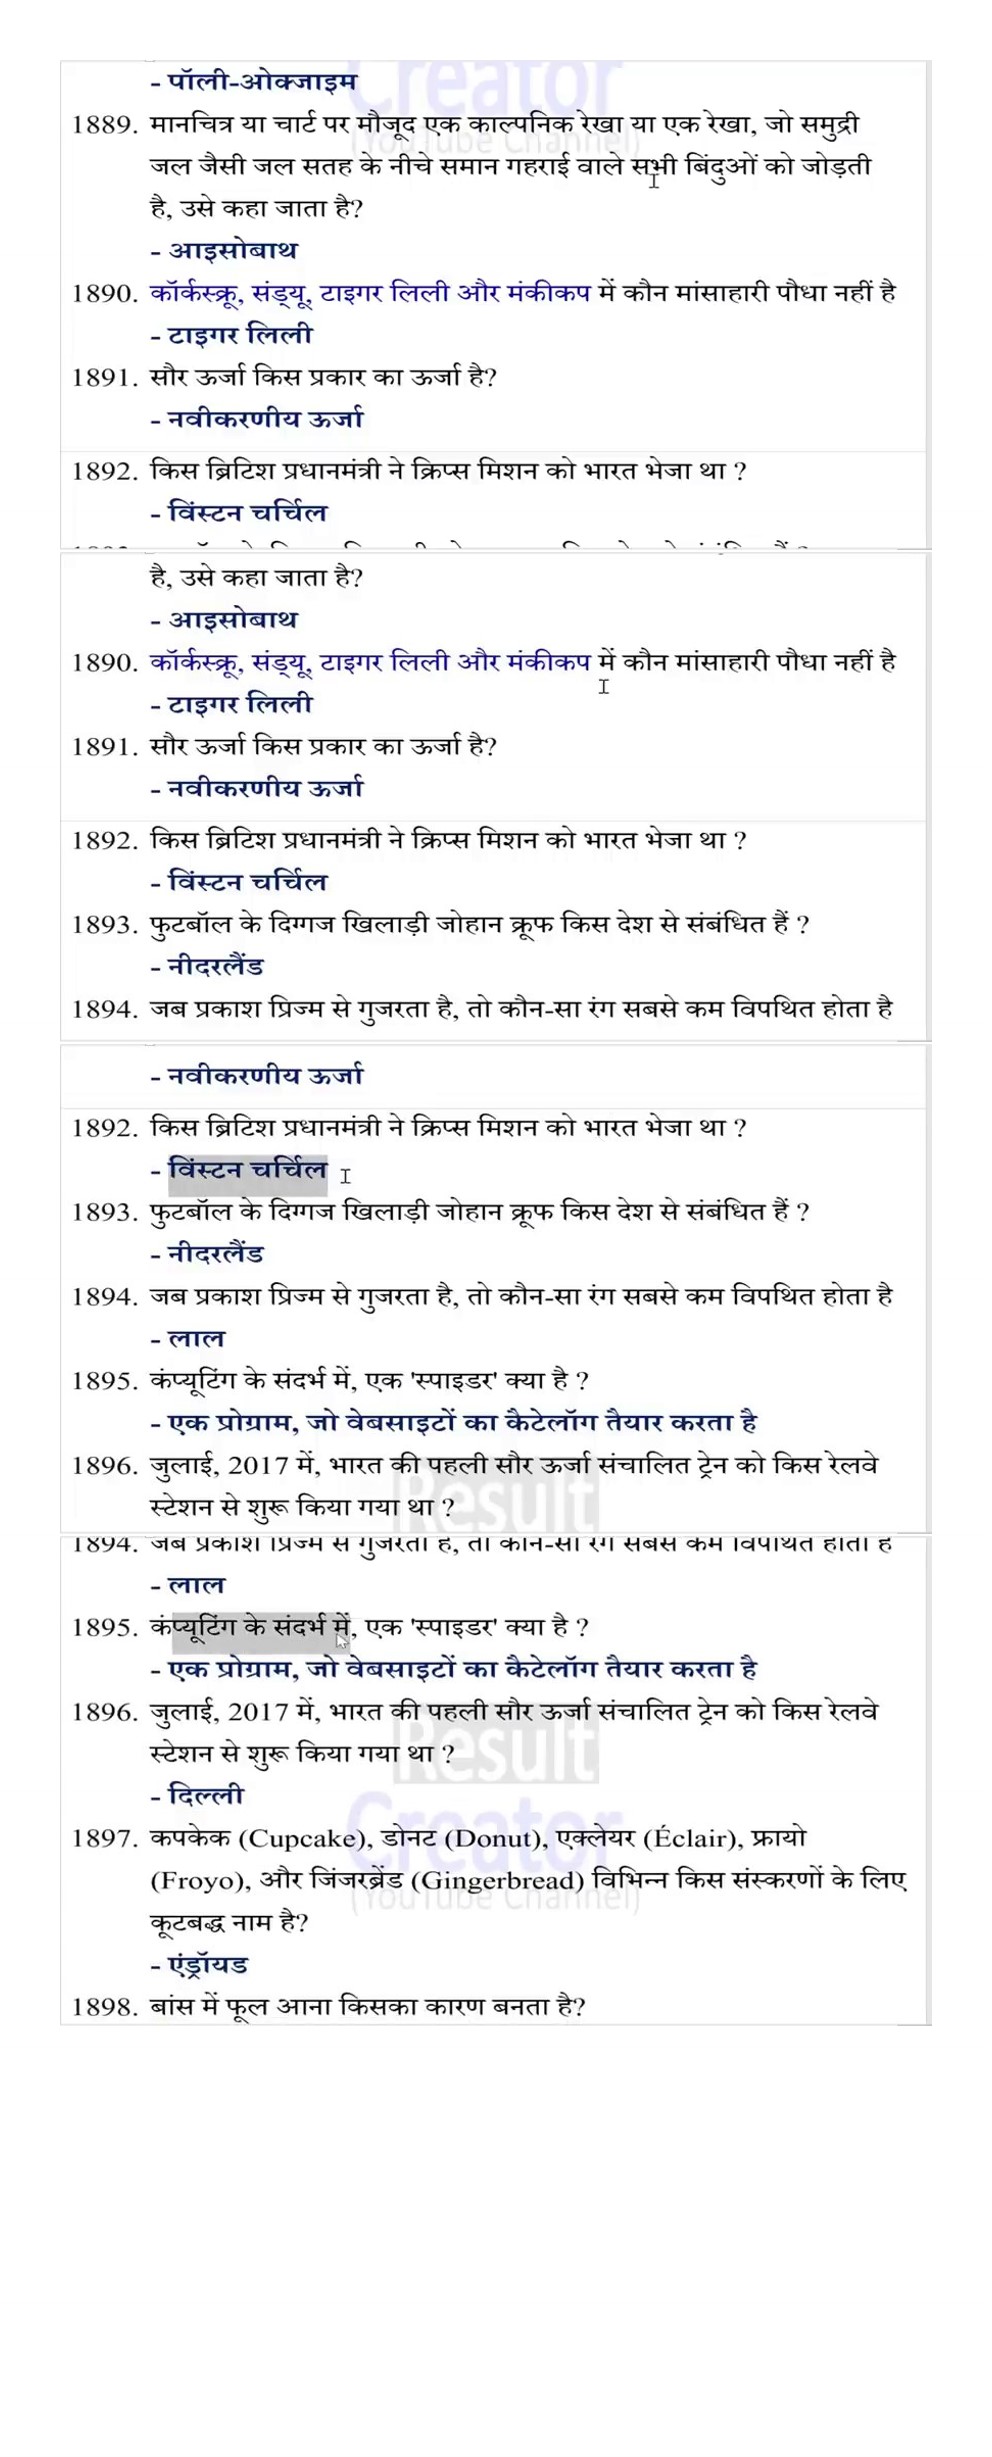 Creator
- पॉली-ओक्जाइम
(YouTube Channel)
1889. मानचित्र या चार्ट पर मौजूद एक काल्पनिक रेखा या एक रेखा, जो समुद्री
जल जैसी जल सतह के नीचे समान गहराई वाले सभी बिंदुओं को जोड़ती
है, उसे कहा जाता है?
- आइसोबाथ
1890. कॉर्कस्क्रू, संड्यू, टाइगर लिली और मंकीकप में कौन मांसाहारी पौधा नहीं है
- टाइगर लिली
1891. सौर ऊर्जा किस प्रकार का ऊर्जा है?
- नवीकरणीय ऊर्जा
1892. किस ब्रिटिश प्रधानमंत्री ने क्रिप्स मिशन को भारत भेजा था ?
- विंस्टन चर्चिल
है, उसे कहा जाता है?
- आइसोबाथ
1890. कॉर्कस्क्रू, संड्यू, टाइगर लिली और मंकीकप में कौन मांसाहारी पौधा नहीं है
- टाइगर लिली
1891. सौर ऊर्जा किस प्रकार का ऊर्जा है?
- नवीकरणीय ऊर्जा
1892. किस ब्रिटिश प्रधानमंत्री ने क्रिप्स मिशन को भारत भेजा था ?
- विंस्टन चर्चिल
1893. फुटबॉल के दिग्गज खिलाड़ी जोहान क्रूफ किस देश से संबंधित हैं ?
- नीदरलैंड
1894. जब प्रकाश प्रिज्म से गुजरता है, तो कौन-सा रंग सबसे कम विपथित होता है
- नवीकरणीय ऊर्जा
1892. किस ब्रिटिश प्रधानमंत्री ने क्रिप्स मिशन को भारत भेजा था ?
- विंस्टन चर्चिल
1893. फुटबॉल के दिग्गज खिलाड़ी जोहान क्रूफ किस देश से संबंधित हैं ?
- नीदरलैंड
1894. जब प्रकाश प्रिज्म से गुजरता है, तो कौन-सा रंग सबसे कम विपथित होता है
- लाल
1895. कंप्यूटिंग के संदर्भ में, एक 'स्पाइडर' क्या है ?
- एक प्रोग्राम, जो वेबसाइटों का कैटेलॉग तैयार करता है
1896. जुलाई, 2017 में, भारत की पहली सौर ऊर्जा संचालित ट्रेन को किस रेलवे
Result
स्टेशन से शुरू किया गया था ?
1894. जब प्रकाश प्रिज्म से गुजरता है, तो कौन-सा रंग सबसे कम विपथित होता है
- लाल
1895. कंप्यूटिंग के संदर्भ में, एक 'स्पाइडर' क्या है ?
- एक प्रोग्राम, जो वेबसाइटों का कैटेलॉग तैयार करता है
1896. जुलाई, 2017 में, भारत की पहली सौर ऊर्जा संचालित ट्रेन को किस रेलवे
Result
स्टेशन से शुरू किया गया था ?
- दिल्ली
Creator
1897. कपकेक (Cupcake), डोनट (Donut), एक्लेयर (Éclair), फ्रायो
(Froyo), और जिंजरब्रेंड (Gingerbread) विभिन्न किस संस्करणों के लिए
(YouTube Channel)
कूटबद्ध नाम है?
- एंड्रॉयड
1898. बांस में फूल आना किसका कारण बनता है?